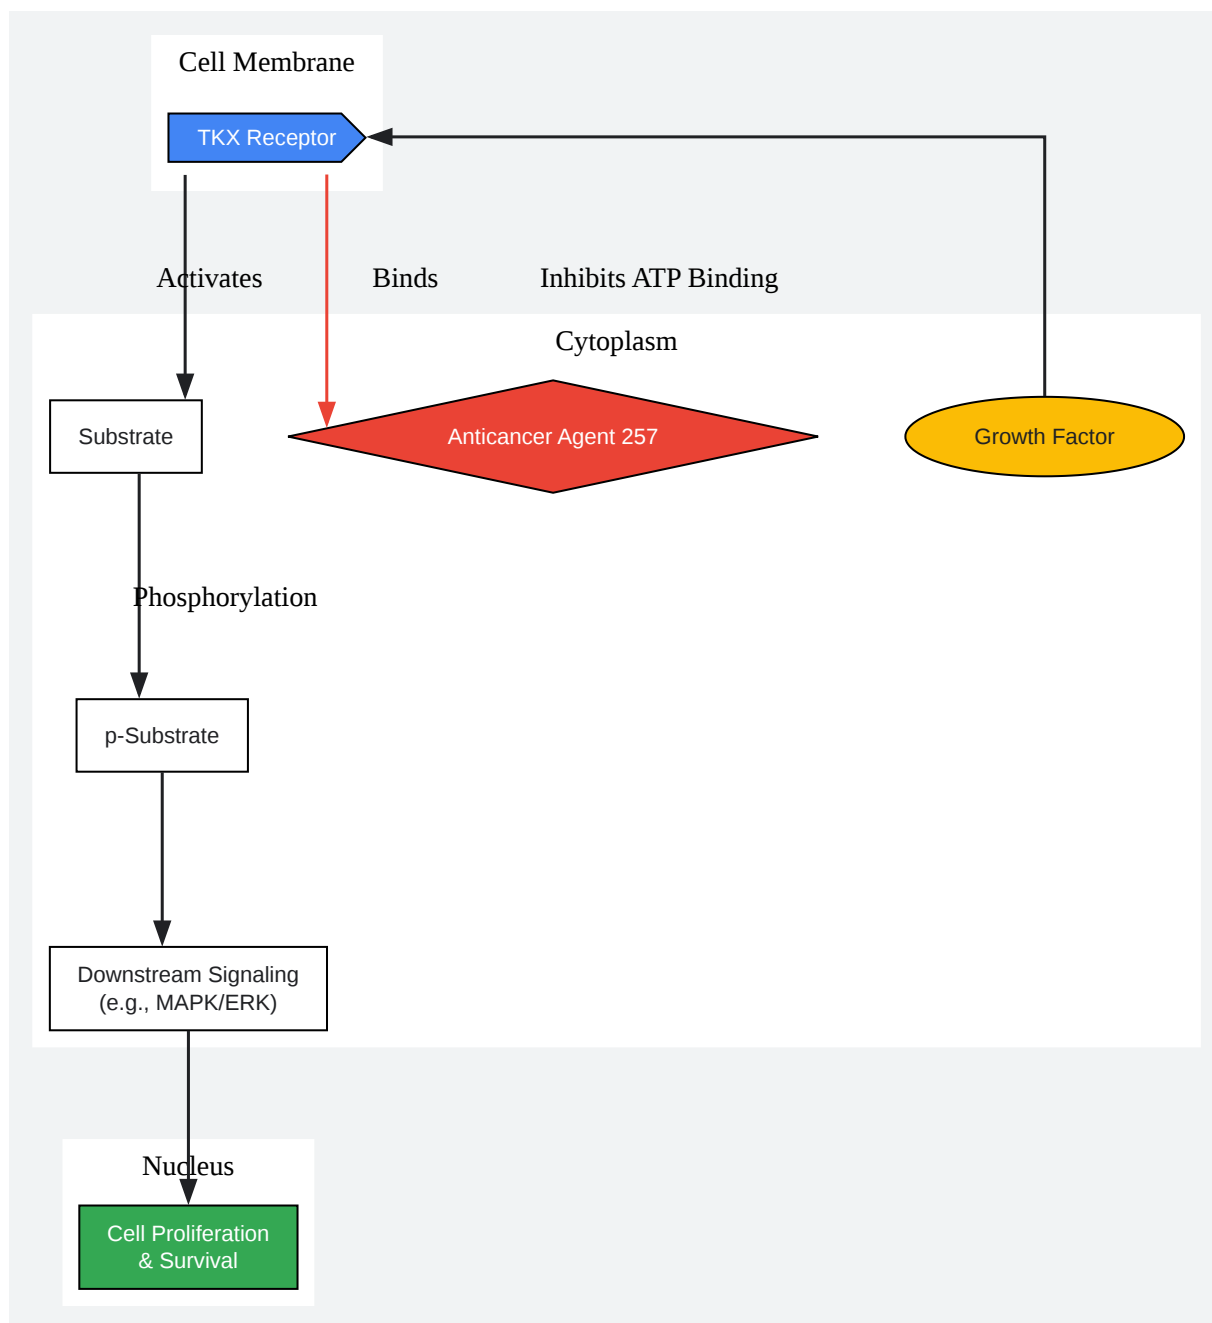 Cell Membrane
TKX Receptor
Activates
Binds
Inhibits ATP Binding
Cytoplasm
Substrate
Anticancer Agent 257
Growth Factor
Phosphorylation
p-Substrate
Downstream Signaling
(e.g., MAPK/ERK)
Nucleus
Cell Proliferation
& Survival